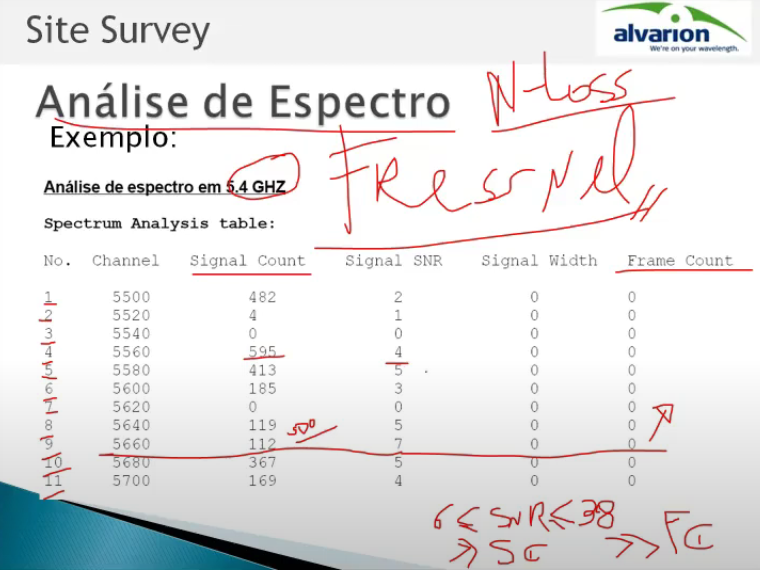 Site Survey
alvarion
We're on your wavelength.
Análise de Espectro
N-Loss
Exemplo:
FRessNel
Análise de espectro em 5.4 GHZ
Spectrum Analysis table:
No. Channel Signal Count Signal SNR Signal Width Frame Count
1 5500 482 2 0 0
2 5520 4 1 0 0
3 5540 0 0 0 0
4 5560 595 4 0 0
5 5580 413 5 0 0
6 5600 185 3 0 0
7 5620 0 0 0 0
8 5640 119 5 0 0
500
9 5660 112 7 0 0
10 5680 367 5 0 0
11 5700 169 4 0 0
6 ≤ SNR ≤ 38
>> SC >> FC